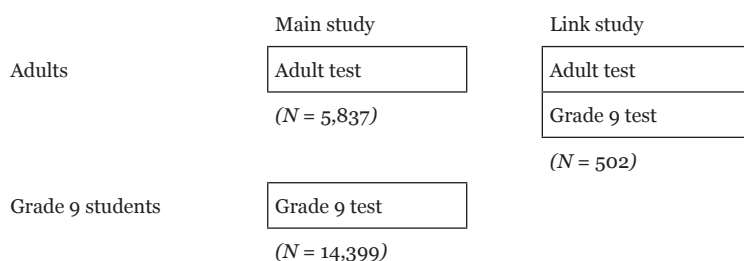 Main study Link study
Adults Adult test Adult test
(N = 5,837) Grade 9 test
(N = 502)
Grade 9 students Grade 9 test
(N = 14,399)